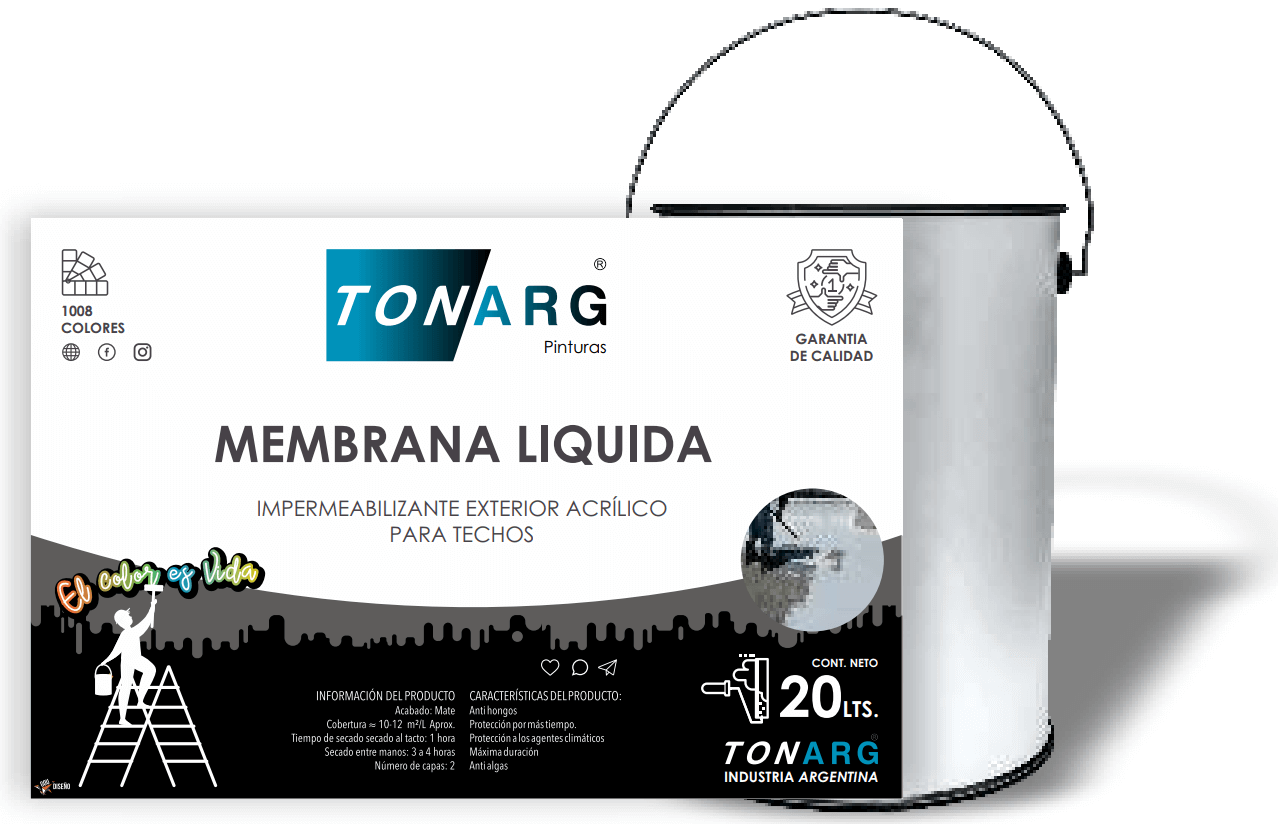 1008
COLORES
TONARG®
Pinturas
1
GARANTIA
DE CALIDAD
MEMBRANA LIQUIDA
IMPERMEABILIZANTE EXTERIOR ACRÍLICO
PARA TECHOS
El color es Vida
INFORMACIÓN DEL PRODUCTO
Acabado: Mate
Cobertura ≈ 10-12 m²/L Aprox.
Tiempo de secado secado al tacto: 1 hora
Secado entre manos: 3 a 4 horas
Número de capas: 2
CARACTERÍSTICAS DEL PRODUCTO:
Anti hongos
Protección por más tiempo.
Protección a los agentes climáticos
Máxima duración
Anti algas
CONT. NETO
20 LTS.
TONARG®
INDUSTRIA ARGENTINA
DISEÑO